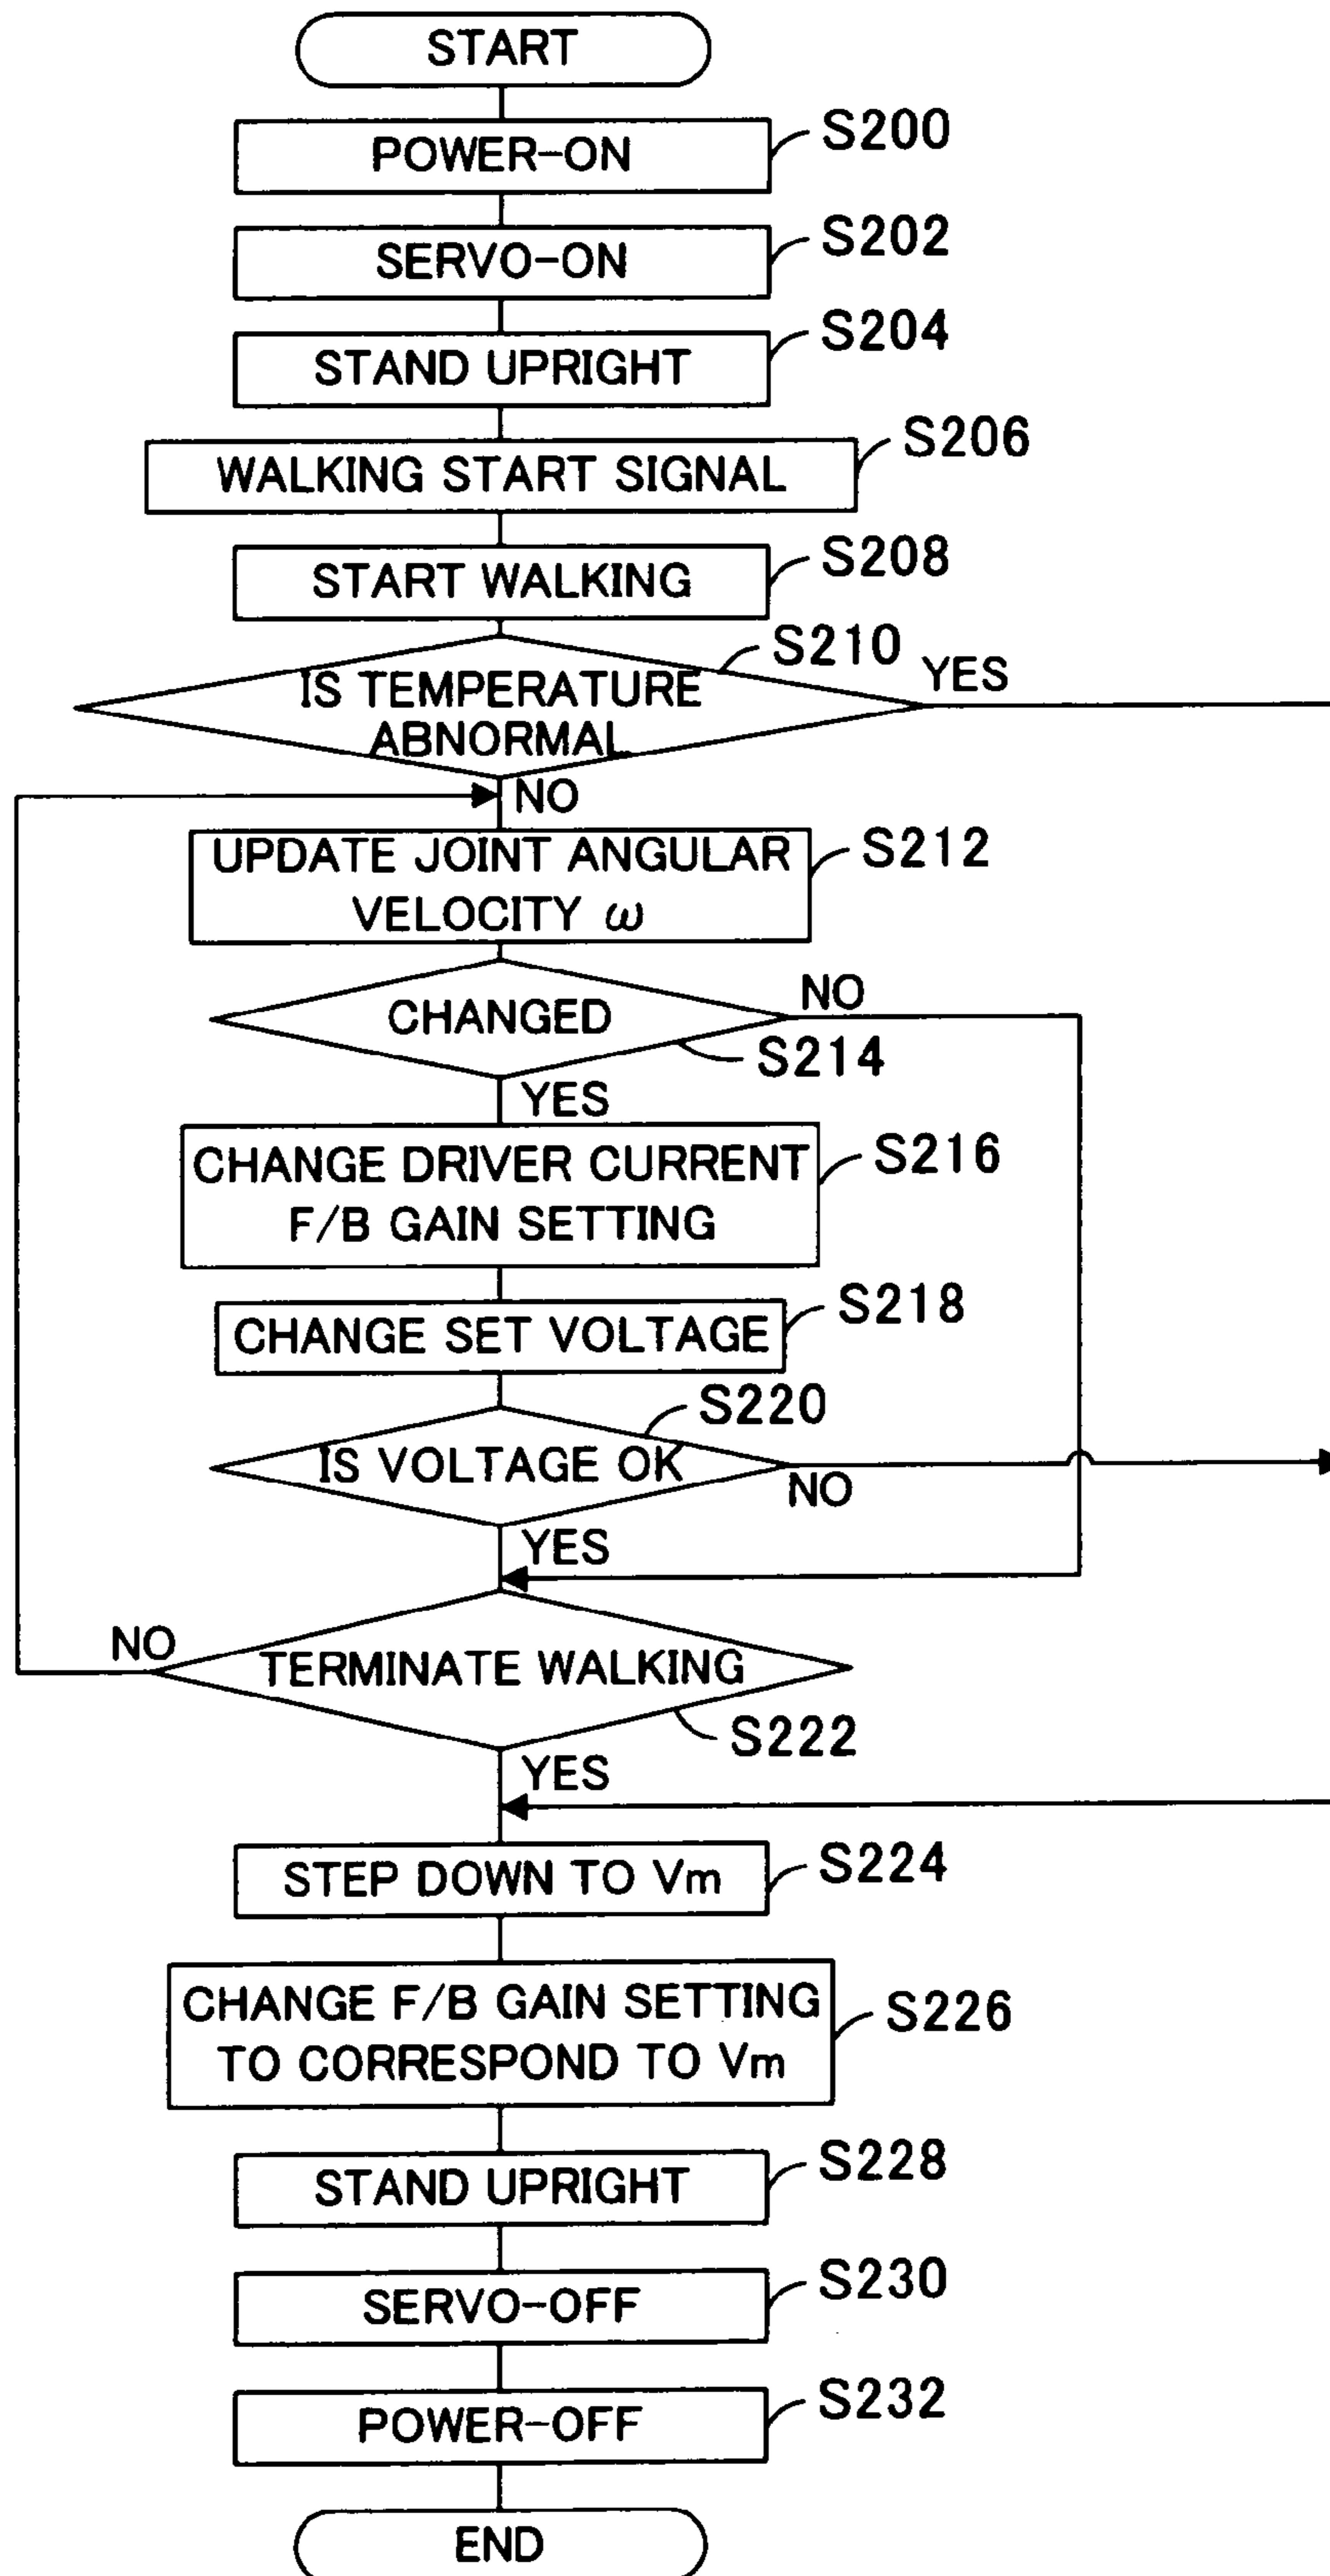 START
POWER-ON
S200
SERVO-ON
S202
STAND UPRIGHT
S204
WALKING START SIGNAL
S206
START WALKING
S208
S210
IS TEMPERATURE
ABNORMAL
YES
NO
UPDATE JOINT ANGULAR
VELOCITY ω
S212
CHANGED
NO
S214
YES
CHANGE DRIVER CURRENT
F/B GAIN SETTING
S216
CHANGE SET VOLTAGE
S218
S220
IS VOLTAGE OK
NO
YES
NO
TERMINATE WALKING
S222
YES
STEP DOWN TO Vm
S224
CHANGE F/B GAIN SETTING
TO CORRESPOND TO Vm
S226
STAND UPRIGHT
S228
SERVO-OFF
S230
POWER-OFF
S232
END